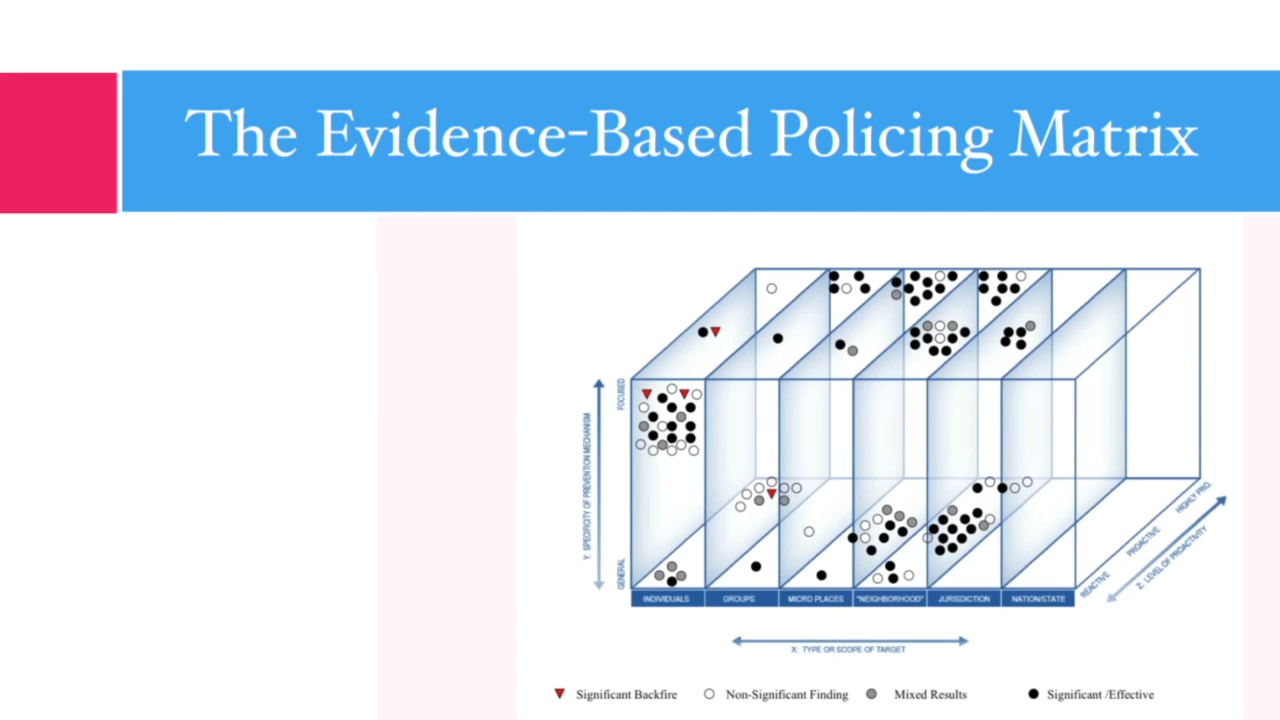 The Evidence-Based Policing Matrix
FOCUSED
Y: SPECIFICITY OF PREVENTION MECHANISM
GENERAL
INDIVIDUALS GROUPS MICRO PLACES "NEIGHBORHOOD" JURISDICTION NATION/STATE
REACTIVE PROACTIVE HIGHLY PRO.
Z: LEVEL OF PROACTIVITY
X: TYPE OR SCOPE OF TARGET
Significant Backfire Non-Significant Finding Mixed Results Significant /Effective